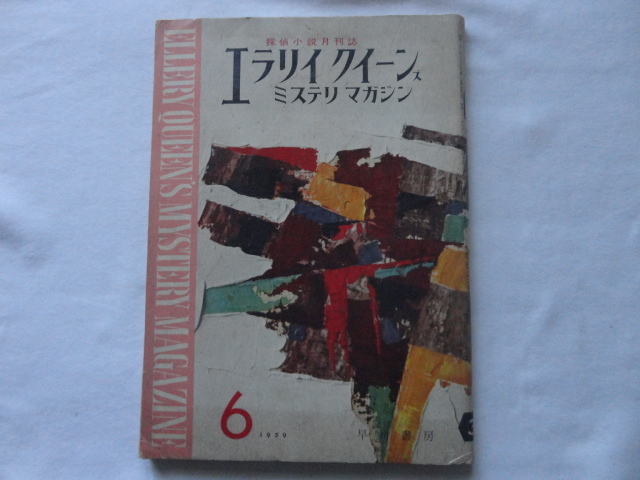 探偵小説月刊誌
エラリイクイーンズ
ミステリマガジン
ELLERY QUEEN'S MYSTERY MAGAZINE
6
1959
早川書房